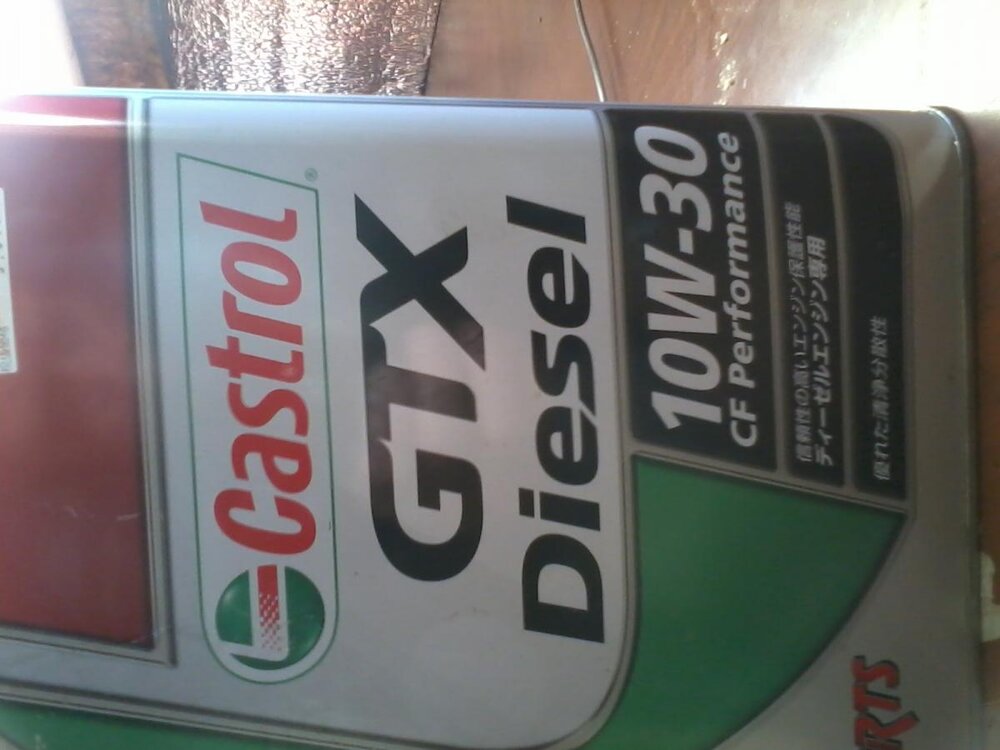 Castrol®
GTX
Diesel
10W-30
CF Performance
信頼性の高いエンジン保護性能
ディーゼルエンジン専用
優れた清浄分散性
RTS